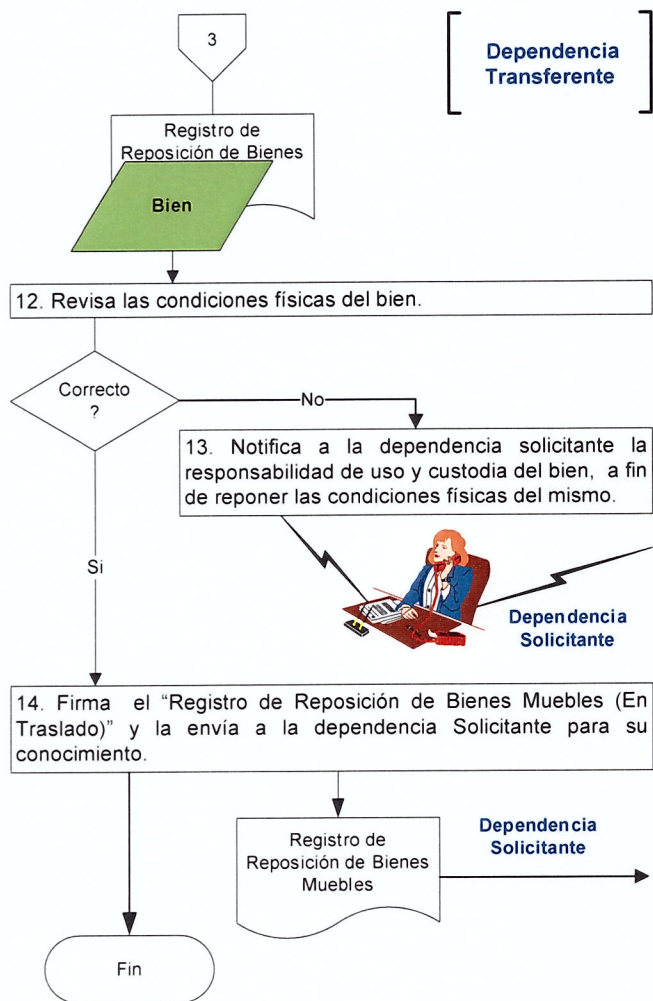 3
Dependencia
Transferente
Registro de
Reposición de Bienes
Bien
12. Revisa las condiciones físicas del bien.
Correcto
?
No
13. Notifica a la dependencia solicitante la
responsabilidad de uso y custodia del bien, a fin
de reponer las condiciones físicas del mismo.
Si
Dependencia
Solicitante
14. Firma el “Registro de Reposición de Bienes Muebles (En
Traslado)” y la envía a la dependencia Solicitante para su
conocimiento.
Registro de
Reposición de Bienes
Muebles
Dependencia
Solicitante
Fin